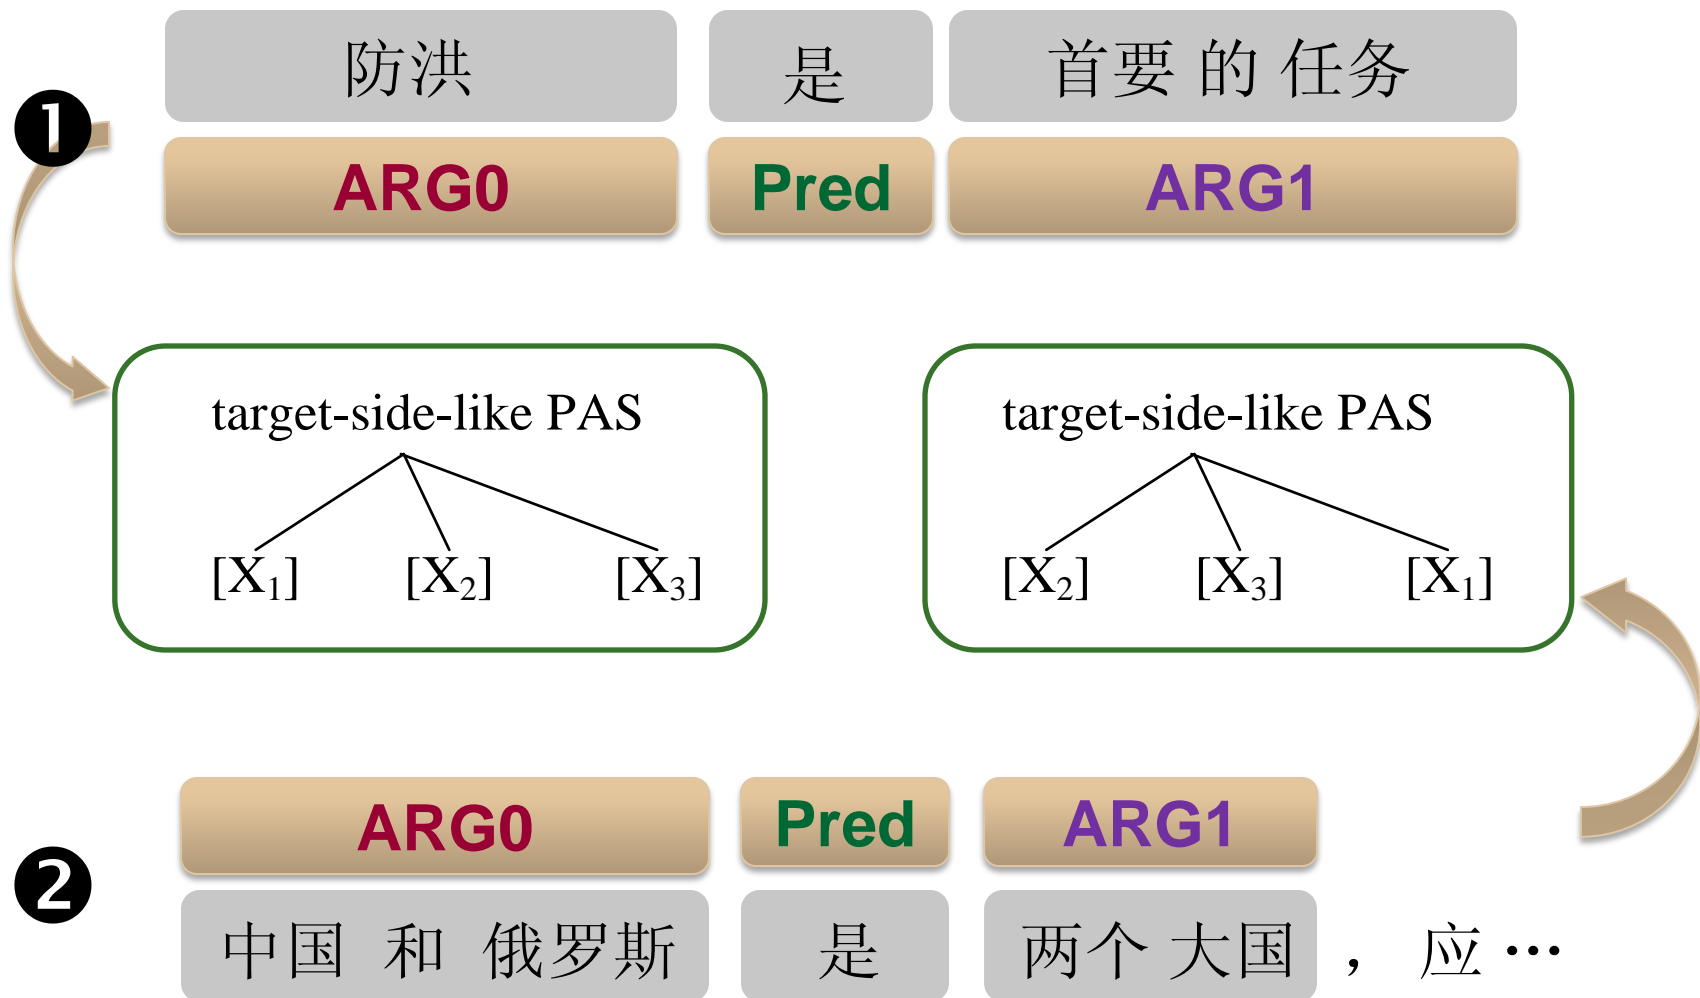 防洪 是 首要 的 任务
❶
ARG0 Pred ARG1
target-side-like PAS target-side-like PAS
[X₁] [X₂] [X₃] [X₂] [X₃] [X₁]
ARG0 Pred ARG1
❷
中国 和 俄罗斯 是 两个 大国 ， 应 …